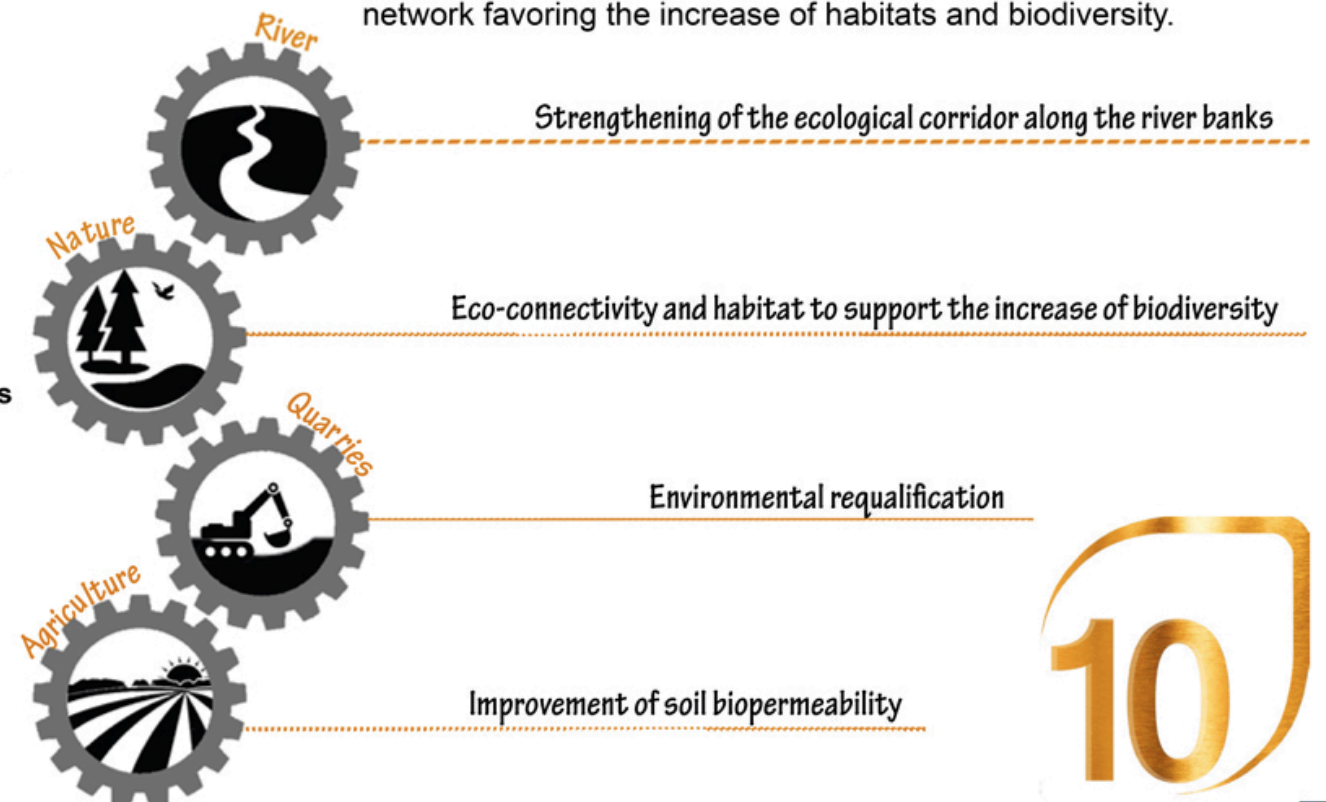 network favoring the increase of habitats and biodiversity.
River
Strengthening of the ecological corridor along the river banks
Nature
Eco-connectivity and habitat to support the increase of biodiversity
s
Quarries
Environmental requalification
Agriculture
Improvement of soil biopermeability
10